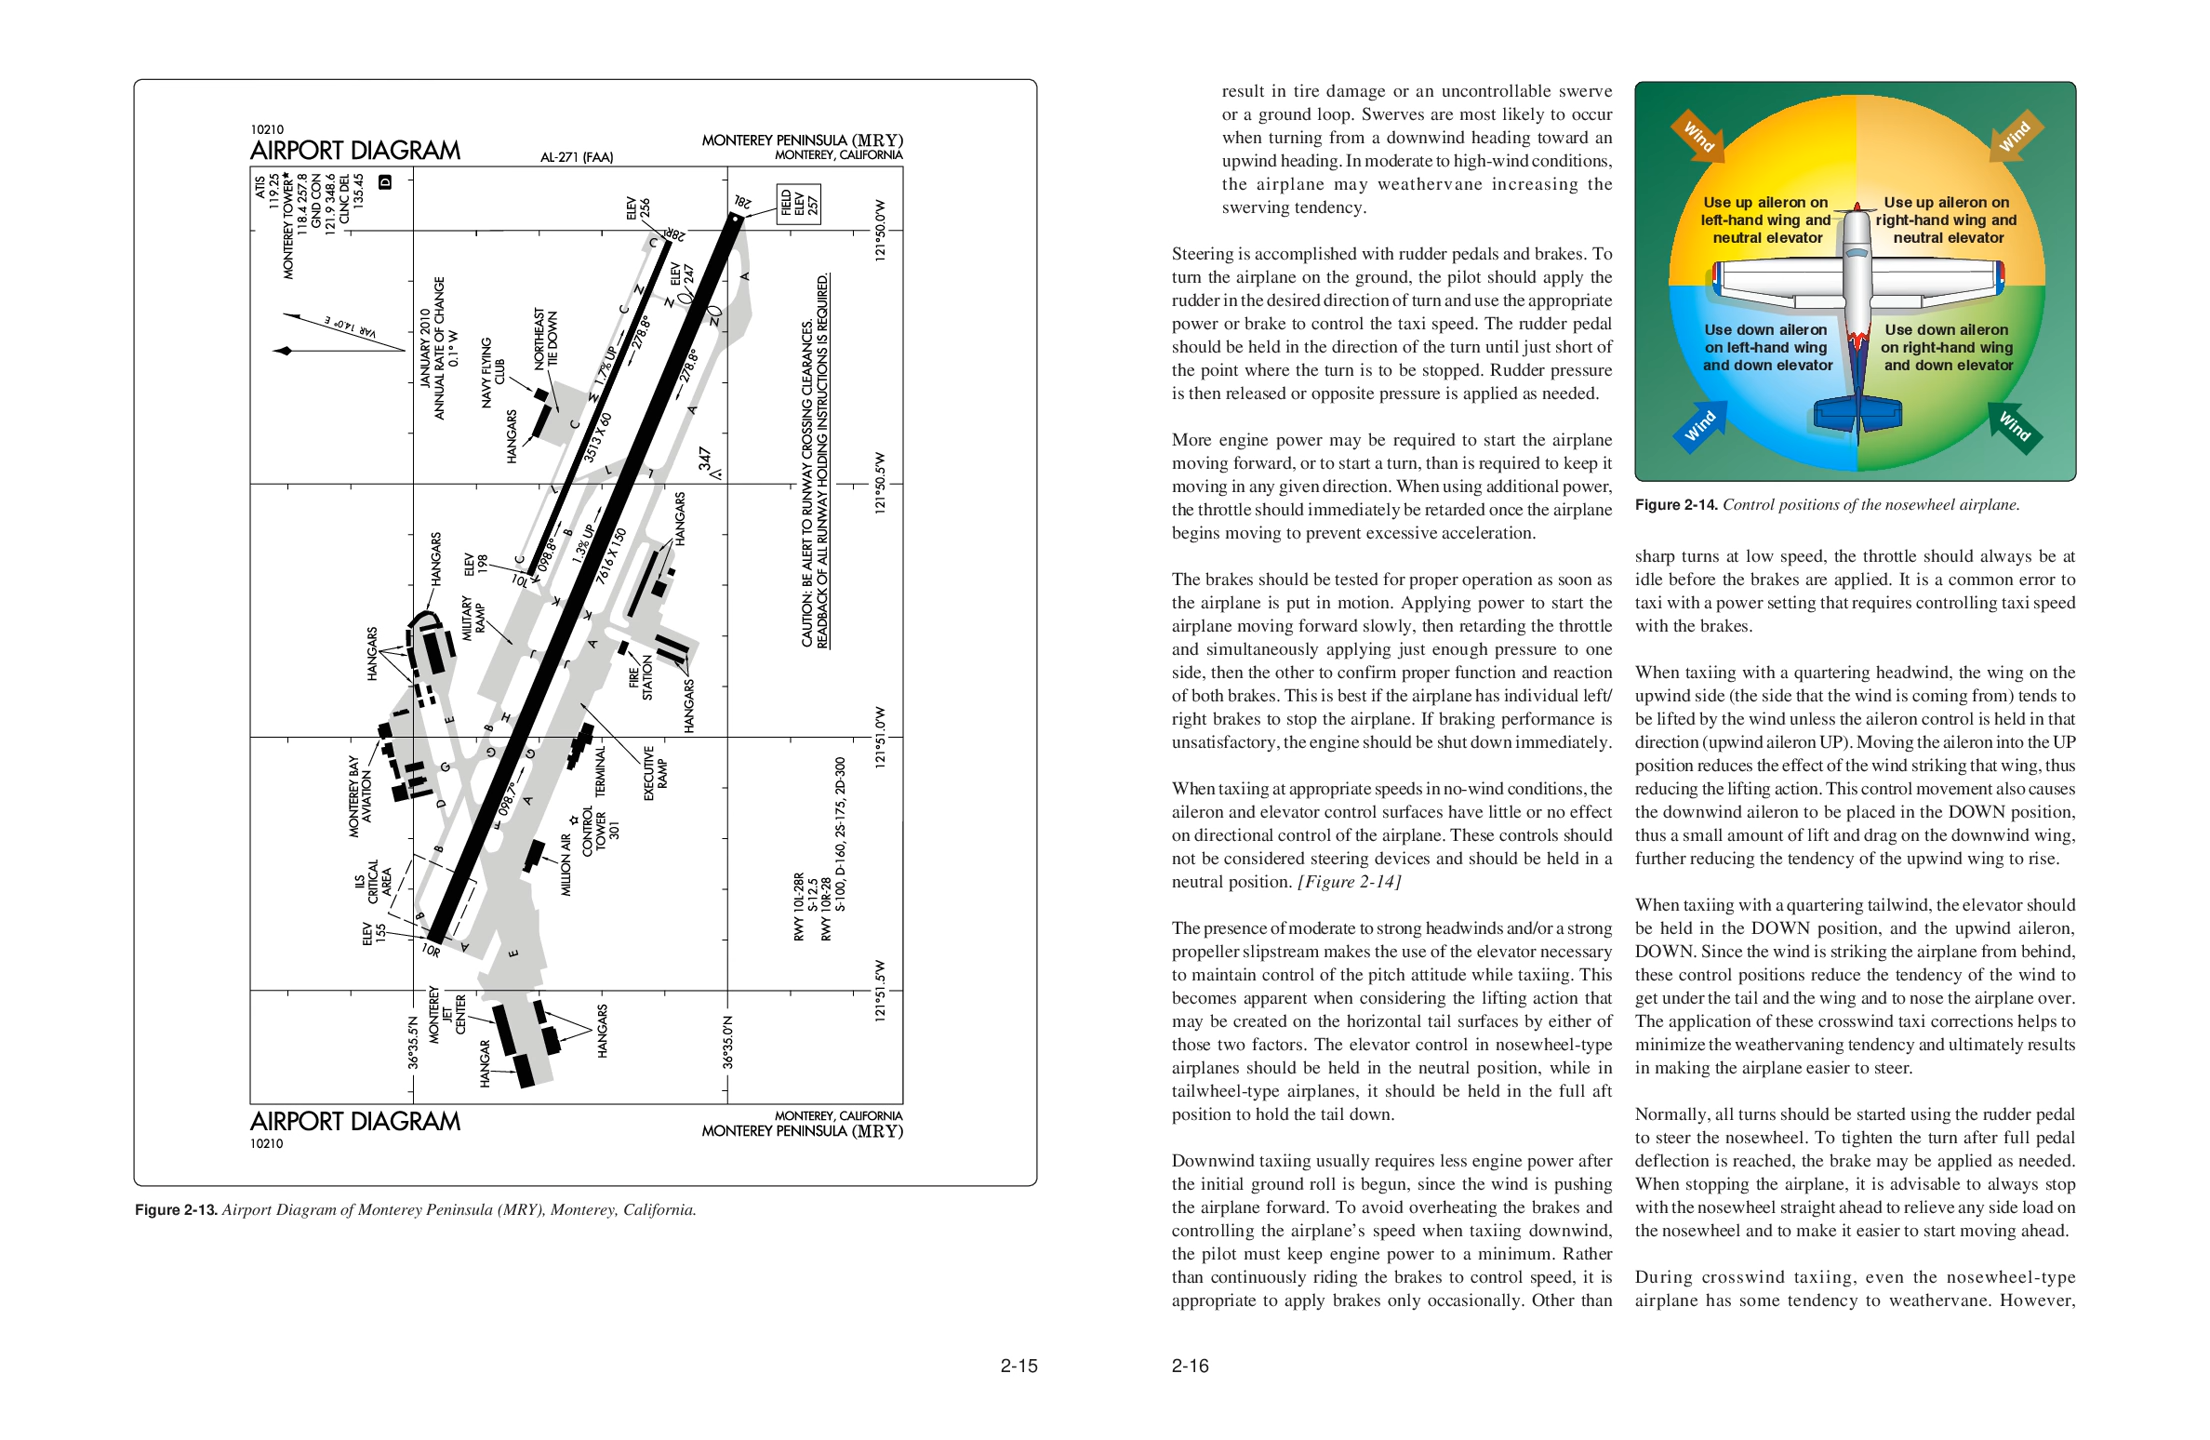 10210
AIRPORT DIAGRAM
AL-271 (FAA)
MONTEREY PENINSULA (MRY)
MONTEREY, CALIFORNIA
ATIS
119.25
MONTEREY TOWER★
118.4 257.8
GND CON
121.9 348.6
CLNC DEL
135.45
D
VAR 14.0° E
JANUARY 2010
ANNUAL RATE OF CHANGE
0.1° W
ELEV
256
28R
28L
FIELD
ELEV
257
ELEV
247
NAVY FLYING
CLUB
NORTHEAST
TIE DOWN
HANGARS
1.7% UP
278.8°
3513 X 60
278.8°
347
CAUTION: BE ALERT TO RUNWAY CROSSING CLEARANCES.
READBACK OF ALL RUNWAY HOLDING INSTRUCTIONS IS REQUIRED.
121°50.0'W
121°50.5'W
121°51.0'W
121°51.5'W
HANGARS
HANGARS
ELEV
198
10L
098.8°
1.3% UP
7616 X 150
MILITARY
RAMP
HANGARS
FIRE
STATION
HANGARS
MONTEREY BAY
AVIATION
TERMINAL
EXECUTIVE
RAMP
098.7°
CONTROL
TOWER
301
MILLION AIR
ILS
CRITICAL
AREA
ELEV
155
10R
RWY 10L-28R
S-12.5
RWY 10R-28
S-100, D-160, 2S-175, 2D-300
A
A
A
A
A
B
B
B
B
C
C
C
C
D
E
E
F
G
G
G
H
J
J
K
K
K
L
L
L
W
N
N
N
36°35.5'N
36°35.0'N
MONTEREY
JET
CENTER
HANGAR
HANGARS
AIRPORT DIAGRAM
10210
MONTEREY, CALIFORNIA
MONTEREY PENINSULA (MRY)
Figure 2-13. Airport Diagram of Monterey Peninsula (MRY), Monterey, California.
2-15
result in tire damage or an uncontrollable swerve
or a ground loop. Swerves are most likely to occur
when turning from a downwind heading toward an
upwind heading. In moderate to high-wind conditions,
the airplane may weathervane increasing the
swerving tendency.
Steering is accomplished with rudder pedals and brakes. To
turn the airplane on the ground, the pilot should apply the
rudder in the desired direction of turn and use the appropriate
power or brake to control the taxi speed. The rudder pedal
should be held in the direction of the turn until just short of
the point where the turn is to be stopped. Rudder pressure
is then released or opposite pressure is applied as needed.
More engine power may be required to start the airplane
moving forward, or to start a turn, than is required to keep it
moving in any given direction. When using additional power,
the throttle should immediately be retarded once the airplane
begins moving to prevent excessive acceleration.
The brakes should be tested for proper operation as soon as
the airplane is put in motion. Applying power to start the
airplane moving forward slowly, then retarding the throttle
and simultaneously applying just enough pressure to one
side, then the other to confirm proper function and reaction
of both brakes. This is best if the airplane has individual left/
right brakes to stop the airplane. If braking performance is
unsatisfactory, the engine should be shut down immediately.
When taxiing at appropriate speeds in no-wind conditions, the
aileron and elevator control surfaces have little or no effect
on directional control of the airplane. These controls should
not be considered steering devices and should be held in a
neutral position. [Figure 2-14]
The presence of moderate to strong headwinds and/or a strong
propeller slipstream makes the use of the elevator necessary
to maintain control of the pitch attitude while taxiing. This
becomes apparent when considering the lifting action that
may be created on the horizontal tail surfaces by either of
those two factors. The elevator control in nosewheel-type
airplanes should be held in the neutral position, while in
tailwheel-type airplanes, it should be held in the full aft
position to hold the tail down.
Downwind taxiing usually requires less engine power after
the initial ground roll is begun, since the wind is pushing
the airplane forward. To avoid overheating the brakes and
controlling the airplane's speed when taxiing downwind,
the pilot must keep engine power to a minimum. Rather
than continuously riding the brakes to control speed, it is
appropriate to apply brakes only occasionally. Other than
Wind
Wind
Use up aileron on
left-hand wing and
neutral elevator
Use up aileron on
right-hand wing and
neutral elevator
Use down aileron
on left-hand wing
and down elevator
Use down aileron
on right-hand wing
and down elevator
Wind
Wind
Figure 2-14. Control positions of the nosewheel airplane.
sharp turns at low speed, the throttle should always be at
idle before the brakes are applied. It is a common error to
taxi with a power setting that requires controlling taxi speed
with the brakes.
When taxiing with a quartering headwind, the wing on the
upwind side (the side that the wind is coming from) tends to
be lifted by the wind unless the aileron control is held in that
direction (upwind aileron UP). Moving the aileron into the UP
position reduces the effect of the wind striking that wing, thus
reducing the lifting action. This control movement also causes
the downwind aileron to be placed in the DOWN position,
thus a small amount of lift and drag on the downwind wing,
further reducing the tendency of the upwind wing to rise.
When taxiing with a quartering tailwind, the elevator should
be held in the DOWN position, and the upwind aileron,
DOWN. Since the wind is striking the airplane from behind,
these control positions reduce the tendency of the wind to
get under the tail and the wing and to nose the airplane over.
The application of these crosswind taxi corrections helps to
minimize the weathervaning tendency and ultimately results
in making the airplane easier to steer.
Normally, all turns should be started using the rudder pedal
to steer the nosewheel. To tighten the turn after full pedal
deflection is reached, the brake may be applied as needed.
When stopping the airplane, it is advisable to always stop
with the nosewheel straight ahead to relieve any side load on
the nosewheel and to make it easier to start moving ahead.
During crosswind taxiing, even the nosewheel-type
airplane has some tendency to weathervane. However,
2-16